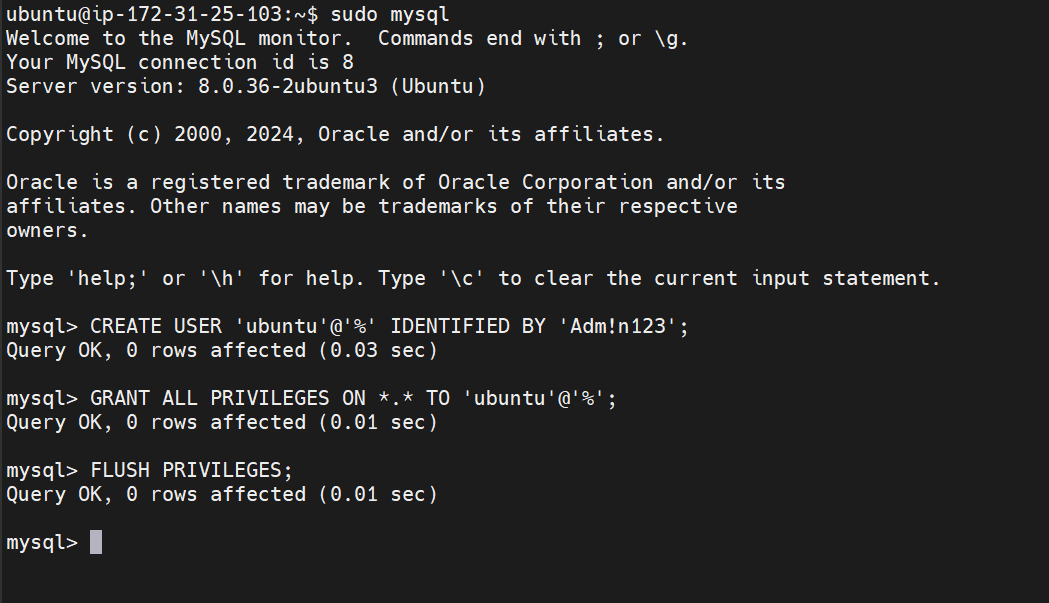 ubuntu@ip-172-31-25-103:~$ sudo mysql
Welcome to the MySQL monitor.  Commands end with ; or \g.
Your MySQL connection id is 8
Server version: 8.0.36-2ubuntu3 (Ubuntu)
Copyright (c) 2000, 2024, Oracle and/or its affiliates.
Oracle is a registered trademark of Oracle Corporation and/or its
affiliates. Other names may be trademarks of their respective
owners.
Type 'help;' or '\h' for help. Type '\c' to clear the current input statement.
mysql> CREATE USER 'ubuntu'@'%' IDENTIFIED BY 'Adm!n123';
Query OK, 0 rows affected (0.03 sec)
mysql> GRANT ALL PRIVILEGES ON *.* TO 'ubuntu'@'%';
Query OK, 0 rows affected (0.01 sec)
mysql> FLUSH PRIVILEGES;
Query OK, 0 rows affected (0.01 sec)
mysql>